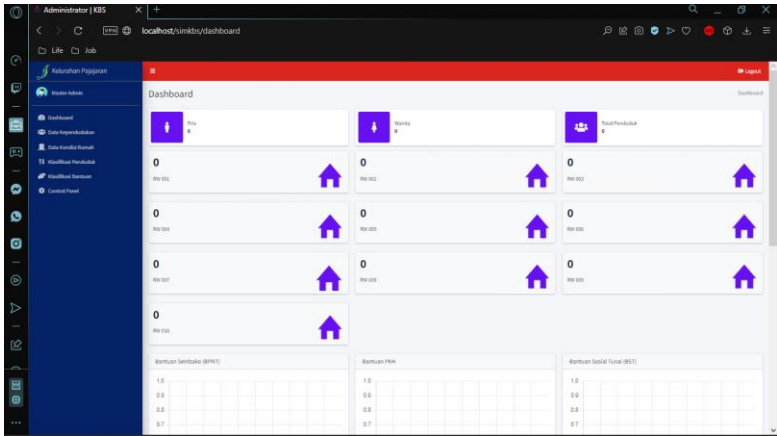 Administrator | KBS
VPN
localhost/simkbs/dashboard
Life
Job
Kelurahan Pajajaran
Logout
Master Admin
Dashboard
Dashboard
Dashboard
Data Kependudukan
Data Kondisi Rumah
Klasifikasi Penduduk
Klasifikasi Bantuan
Control Panel
Pria
0
Wanita
0
Total Penduduk
0
0
RW 001
0
RW 002
0
RW 003
0
RW 004
0
RW 005
0
RW 006
0
RW 007
0
RW 008
0
RW 009
0
RW 010
Bantuan Sembako (BPNT)
Bantuan PKH
Bantuan Sosial Tunai (BST)
1.0
0.9
0.8
0.7
1.0
0.9
0.8
0.7
1.0
0.9
0.8
0.7